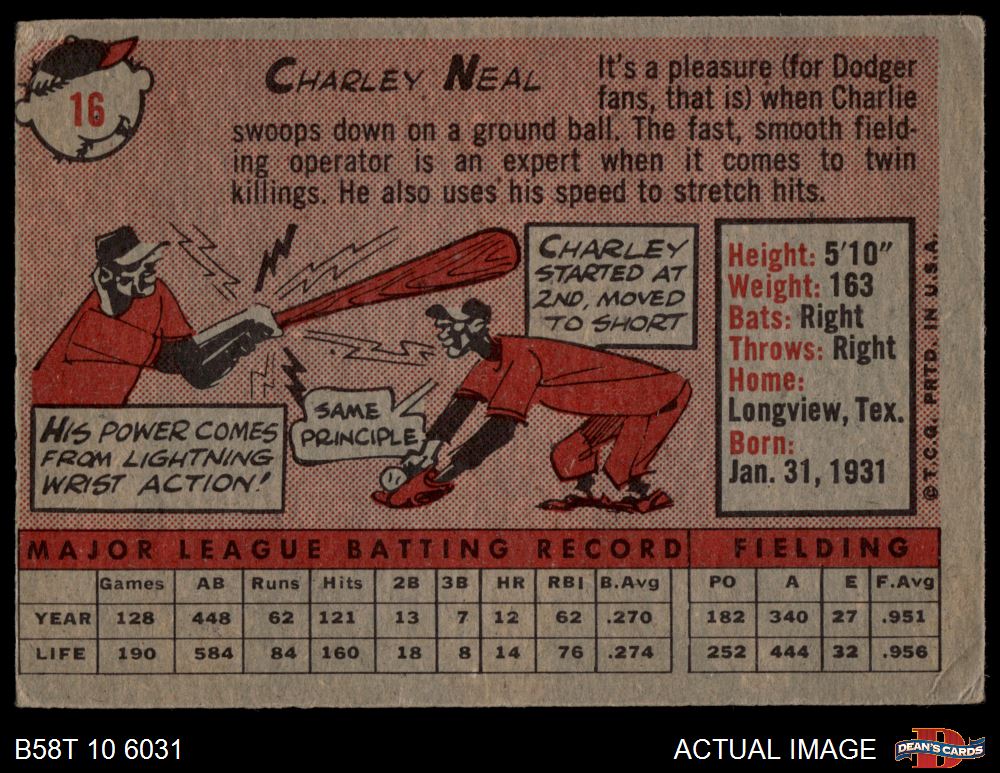 16
CHARLEY NEAL
It's a pleasure (for Dodger
fans, that is) when Charlie
swoops down on a ground ball. The fast, smooth field-
ing operator is an expert when it comes to twin
killings. He also uses his speed to stretch hits.
CHARLEY
STARTED AT
2ND, MOVED
TO SHORT
HIS POWER COMES
FROM LIGHTNING
WRIST ACTION!
SAME
PRINCIPLE
Height: 5'10"
Weight: 163
Bats: Right
Throws: Right
Home:
Longview, Tex.
Born:
Jan. 31, 1931
© T.C.G. PRTD. IN U.S.A.
MAJOR LEAGUE BATTING RECORD FIELDING
Games AB Runs Hits 2B 3B HR RBI B.Avg PO A E F.Avg
YEAR 128 448 62 121 13 7 12 62 .270 182 340 27 .951
LIFE 190 584 84 160 18 8 14 76 .274 252 444 32 .956
B58T 10 6031
ACTUAL IMAGE
D
DEAN'S CARDS